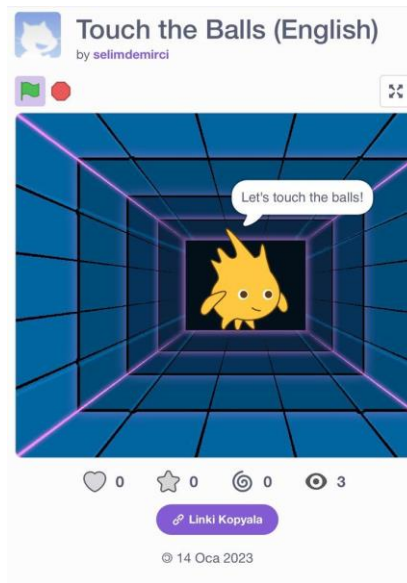 Touch the Balls (English)
by selimdemirci
Let's touch the balls!
0 0 0 3
Linki Kopyala
© 14 Oca 2023